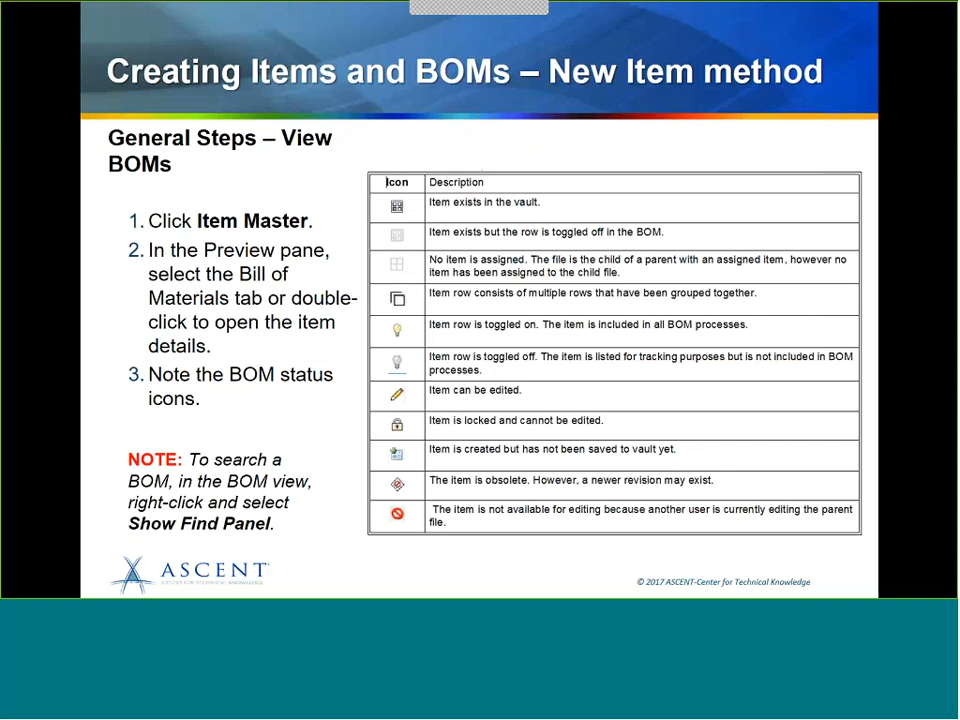 Creating Items and BOMs – New Item method
General Steps – View
BOMs
1. Click Item Master.
2. In the Preview pane,
select the Bill of
Materials tab or double-
click to open the item
details.
3. Note the BOM status
icons.
NOTE: To search a
BOM, in the BOM view,
right-click and select
Show Find Panel.
Icon Description
Item exists in the vault.
Item exists but the row is toggled off in the BOM.
No item is assigned. The file is the child of a parent with an assigned item, however no
item has been assigned to the child file.
Item row consists of multiple rows that have been grouped together.
Item row is toggled on. The item is included in all BOM processes.
Item row is toggled off. The item is listed for tracking purposes but is not included in BOM
processes.
Item can be edited.
Item is locked and cannot be edited.
Item is created but has not been saved to vault yet.
The item is obsolete. However, a newer revision may exist.
The item is not available for editing because another user is currently editing the parent
file.
ASCENT
CENTER FOR TECHNICAL KNOWLEDGE
© 2017 ASCENT-Center for Technical Knowledge